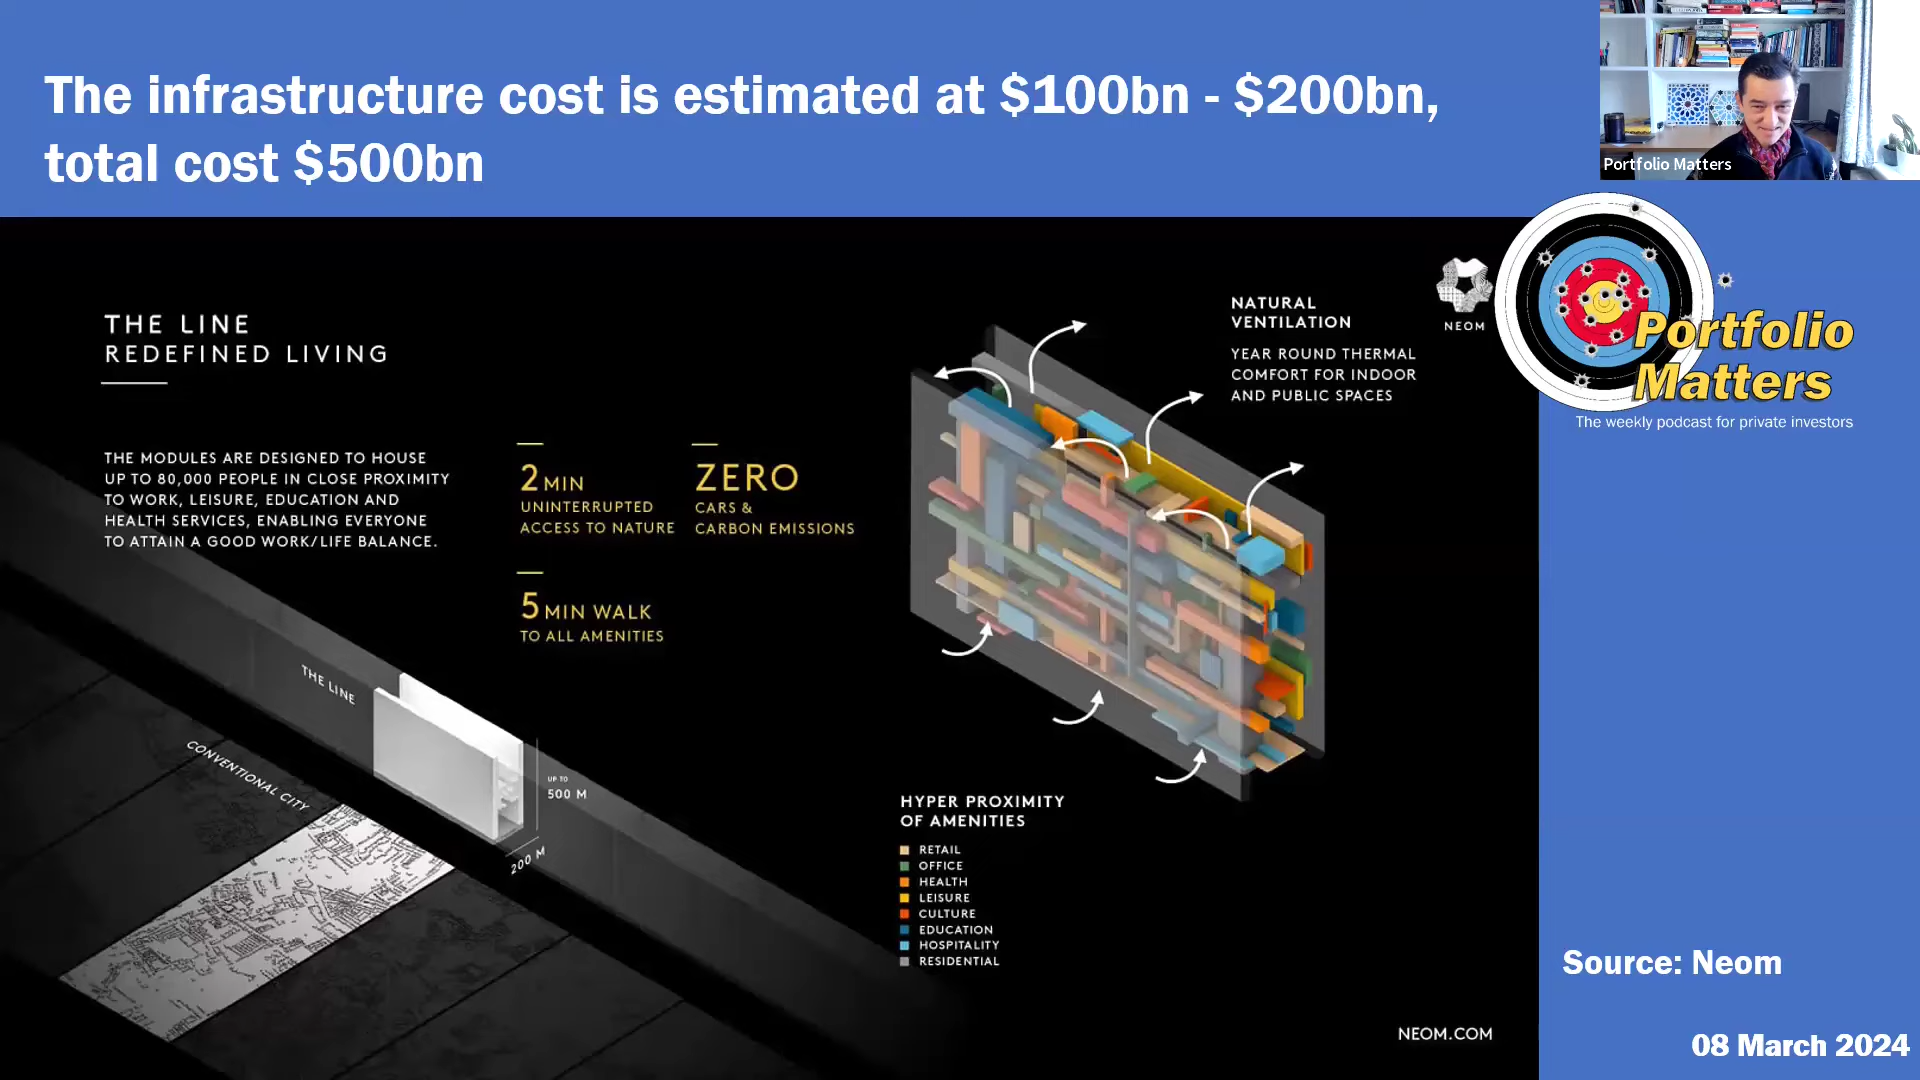 The infrastructure cost is estimated at $100bn - $200bn,
total cost $500bn
Portfolio Matters
Portfolio
Matters
The weekly podcast for private investors
NEOM
THE LINE
REDEFINED LIVING
THE MODULES ARE DESIGNED TO HOUSE
UP TO 80,000 PEOPLE IN CLOSE PROXIMITY
TO WORK, LEISURE, EDUCATION AND
HEALTH SERVICES, ENABLING EVERYONE
TO ATTAIN A GOOD WORK/LIFE BALANCE.
2 MIN
UNINTERRUPTED
ACCESS TO NATURE
ZERO
CARS &
CARBON EMISSIONS
5 MIN WALK
TO ALL AMENITIES
NATURAL
VENTILATION
YEAR ROUND THERMAL
COMFORT FOR INDOOR
AND PUBLIC SPACES
THE LINE
CONVENTIONAL CITY
UP TO
500 M
200 M
HYPER PROXIMITY
OF AMENITIES
RETAIL
OFFICE
HEALTH
LEISURE
CULTURE
EDUCATION
HOSPITALITY
RESIDENTIAL
NEOM.COM
Source: Neom
08 March 2024